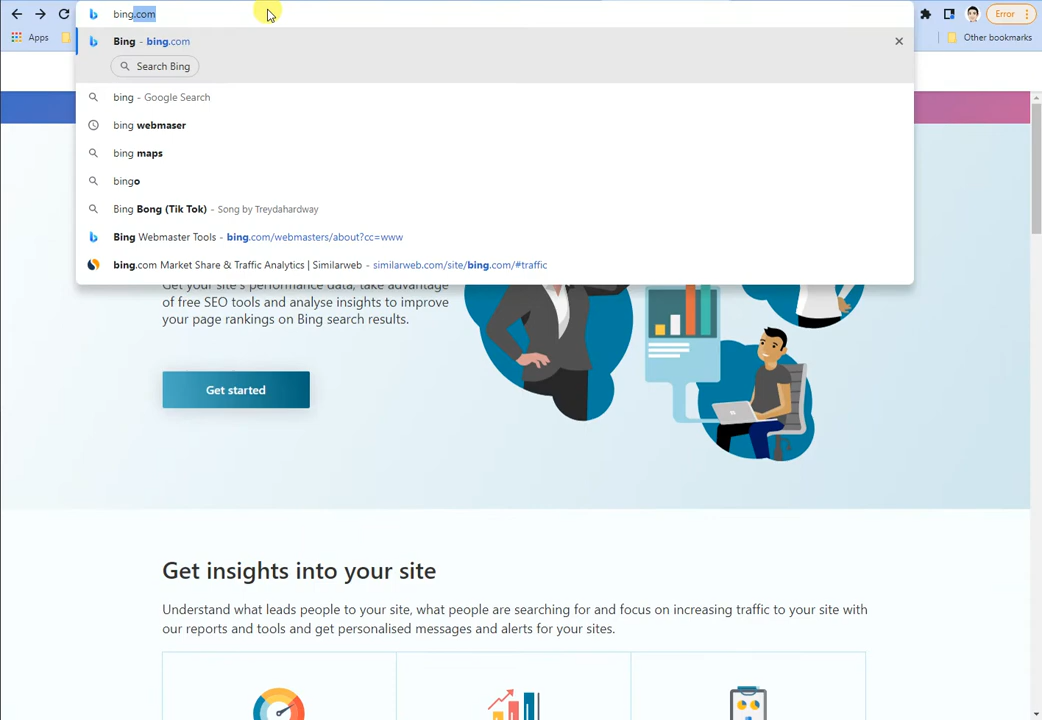 bing.com
Error
Apps
Other bookmarks
Bing - bing.com
Search Bing
bing - Google Search
bing webmaser
bing maps
bingo
Bing Bong (Tik Tok) - Song by Treydahardway
Bing Webmaster Tools - bing.com/webmasters/about?cc=www
bing.com Market Share & Traffic Analytics | Similarweb - similarweb.com/site/bing.com/#traffic
Get your site's performance data, take advantage
of free SEO tools and analyse insights to improve
your page rankings on Bing search results.
Get started
Get insights into your site
Understand what leads people to your site, what people are searching for and focus on increasing traffic to your site with
our reports and tools and get personalised messages and alerts for your sites.